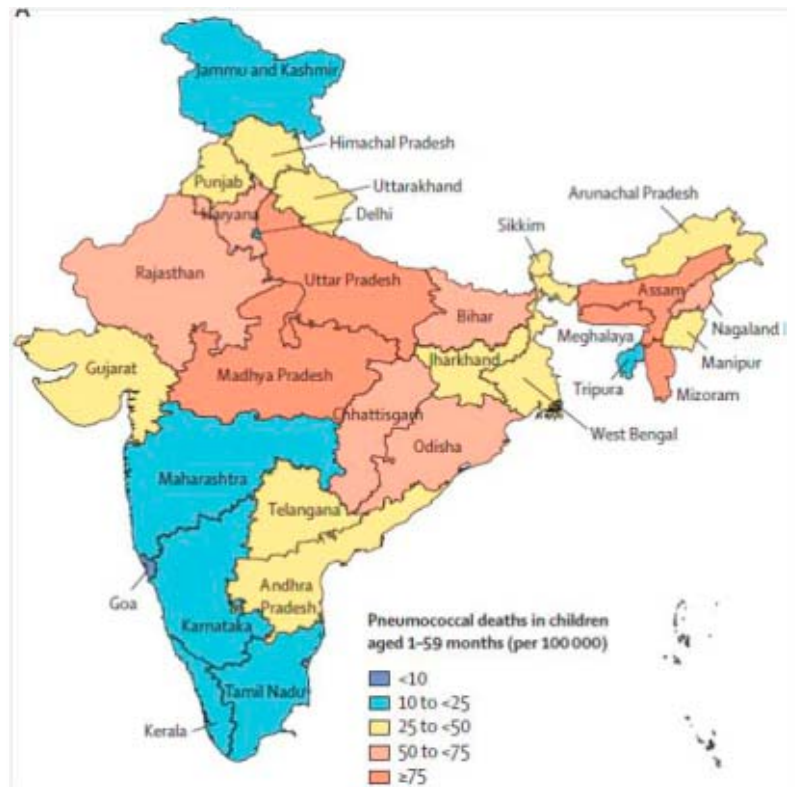 A
Jammu and Kashmir
Himachal Pradesh
Punjab
Uttarakhand
Haryana
Delhi
Arunachal Pradesh
Sikkim
Rajasthan
Uttar Pradesh
Assam
Bihar
Meghalaya
Nagaland
Gujarat
Jharkhand
Manipur
Madhya Pradesh
Tripura
Mizoram
Chhattisgarh
West Bengal
Odisha
Maharashtra
Telangana
Goa
Andhra
Pradesh
Karnataka
Tamil Nadu
Kerala
Pneumococcal deaths in children
aged 1–59 months (per 100 000)
<10
10 to <25
25 to <50
50 to <75
≥75